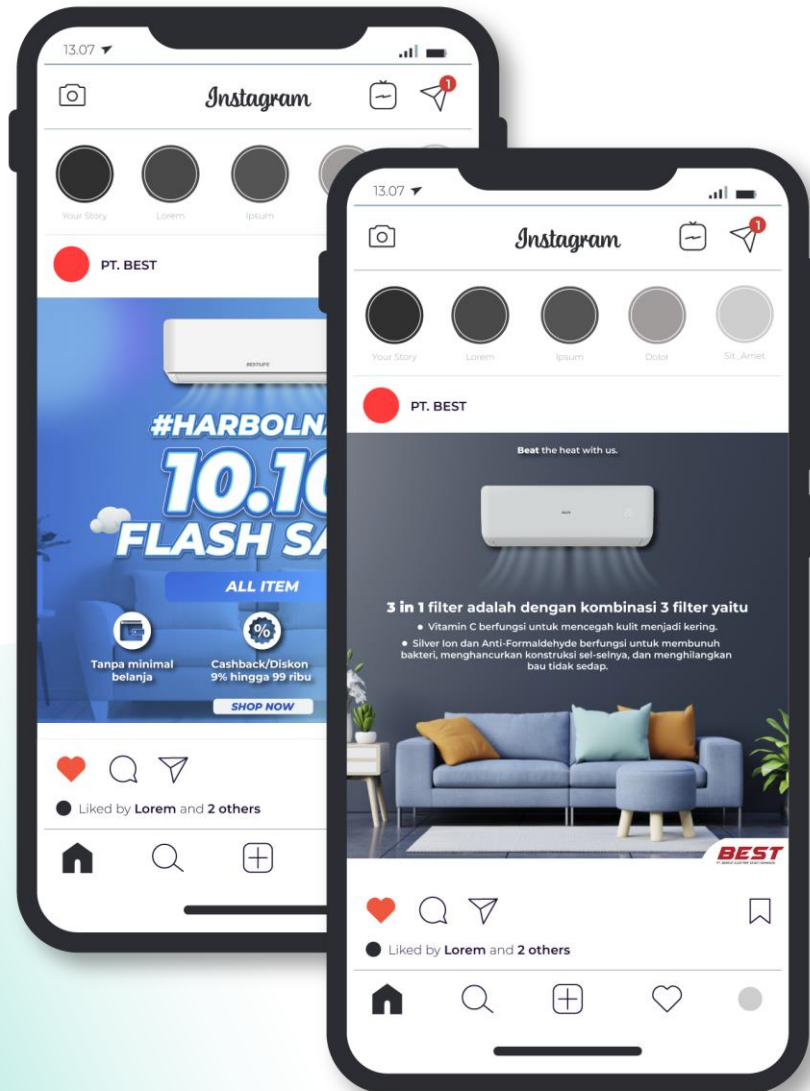 13.07
Instagram
1
Your Story
Lorem
Ipsum
PT. BEST
BESTLIFE
#HARBOLN
10.10
FLASH SA
ALL ITEM
Tanpa minimal
belanja
Cashback/Diskon
9% hingga 99 ribu
SHOP NOW
Liked by Lorem and 2 others
13.07
Instagram
1
Your Story
Lorem
Ipsum
Dolor
Sit_Amet
PT. BEST
Beat the heat with us.
3 in 1 filter adalah dengan kombinasi 3 filter yaitu
• Vitamin C berfungsi untuk mencegah kulit menjadi kering.
• Silver Ion dan Anti-Formaldehyde berfungsi untuk membunuh
bakteri, menghancurkan konstruksi sel-selnya, dan menghilangkan
bau tidak sedap.
BEST
Liked by Lorem and 2 others